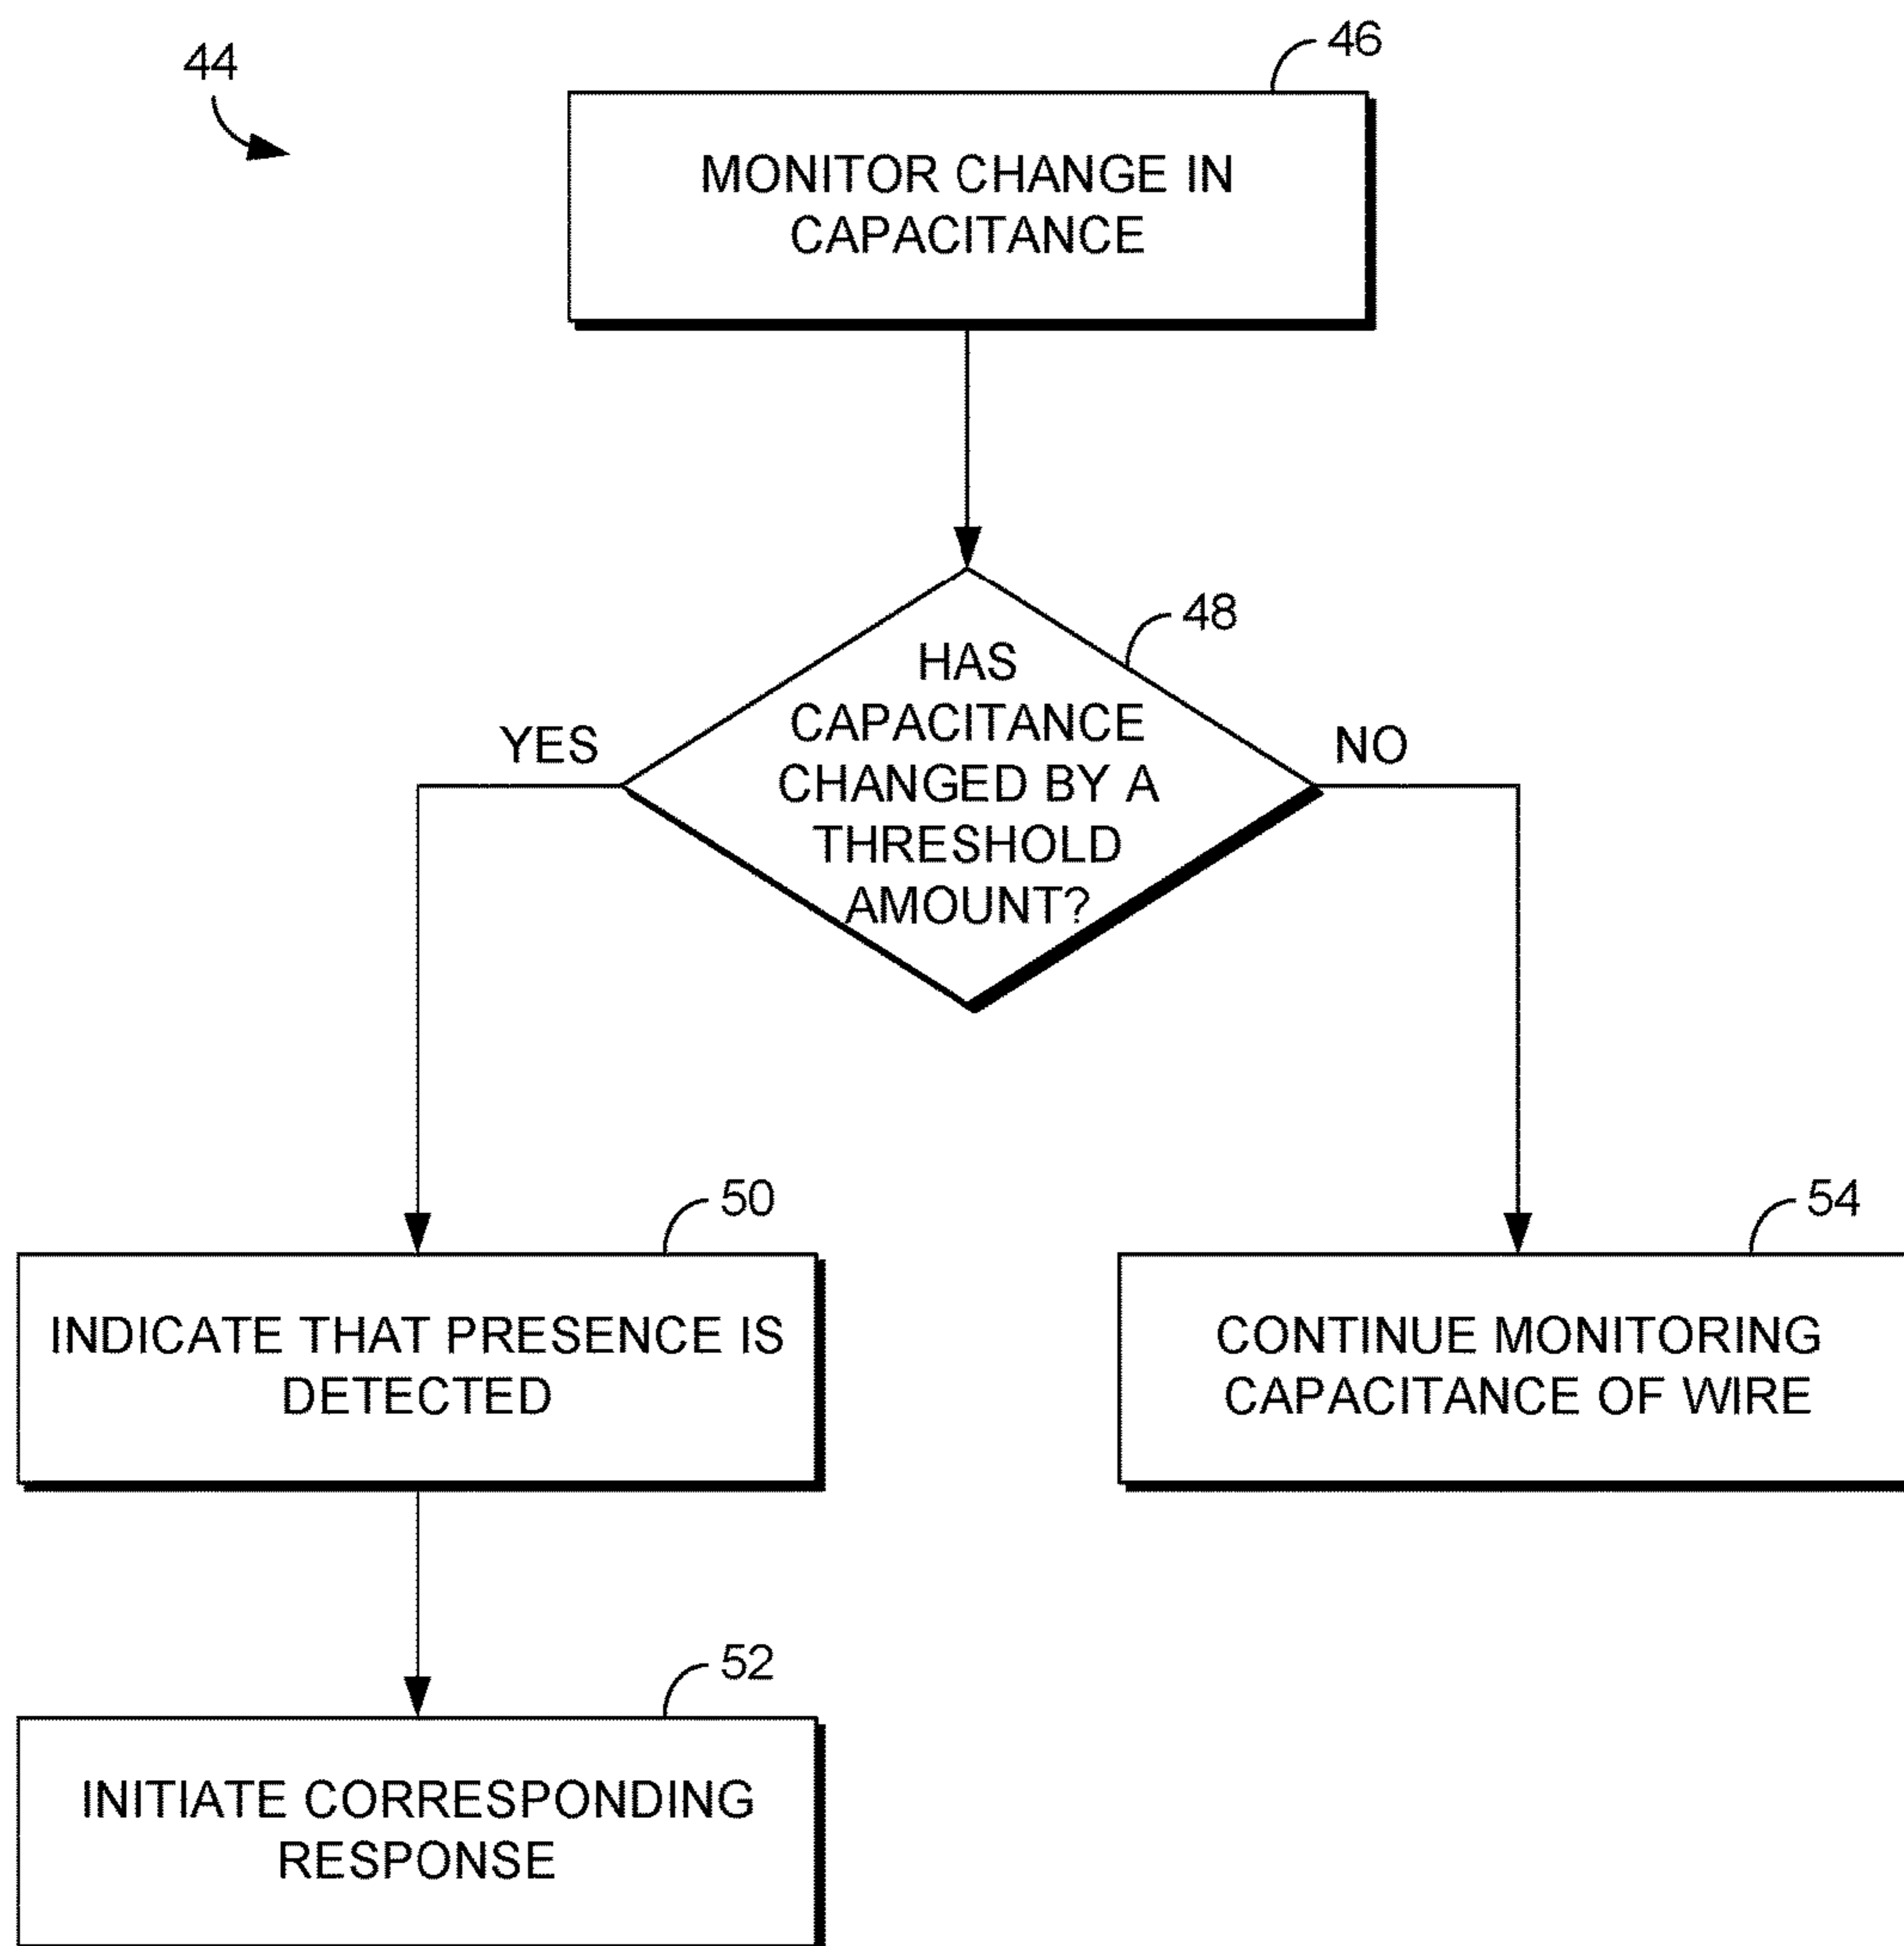 44
46
MONITOR CHANGE IN
CAPACITANCE
48
HAS
CAPACITANCE
CHANGED BY A
THRESHOLD
AMOUNT?
YES
NO
50
INDICATE THAT PRESENCE IS
DETECTED
54
CONTINUE MONITORING
CAPACITANCE OF WIRE
52
INITIATE CORRESPONDING
RESPONSE